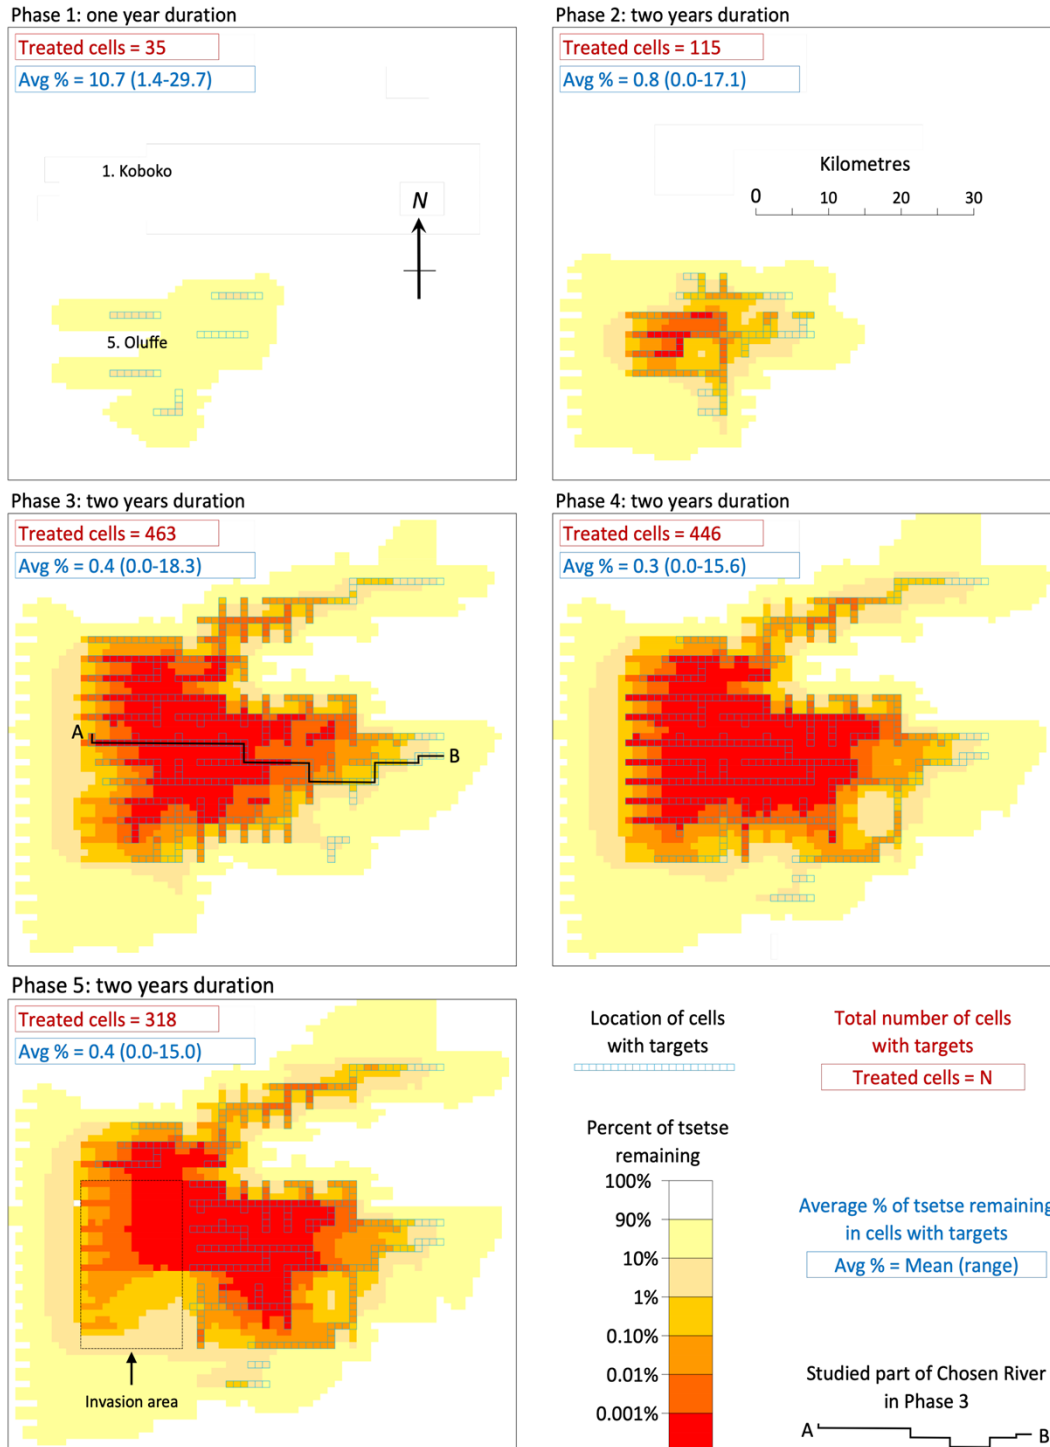 Phase 1: one year duration
Treated cells = 35
Avg % = 10.7 (1.4-29.7)
1. Koboko
N
5. Oluffe
Phase 2: two years duration
Treated cells = 115
Avg % = 0.8 (0.0-17.1)
Kilometres
0 10 20 30
Phase 3: two years duration
Treated cells = 463
Avg % = 0.4 (0.0-18.3)
A
B
Phase 4: two years duration
Treated cells = 446
Avg % = 0.3 (0.0-15.6)
Phase 5: two years duration
Treated cells = 318
Avg % = 0.4 (0.0-15.0)
Invasion area
Location of cells
with targets
Total number of cells
with targets
Treated cells = N
Percent of tsetse
remaining
100%
90%
10%
1%
0.10%
0.01%
0.001%
Average % of tsetse remaining
in cells with targets
Avg % = Mean (range)
Studied part of Chosen River
in Phase 3
A B